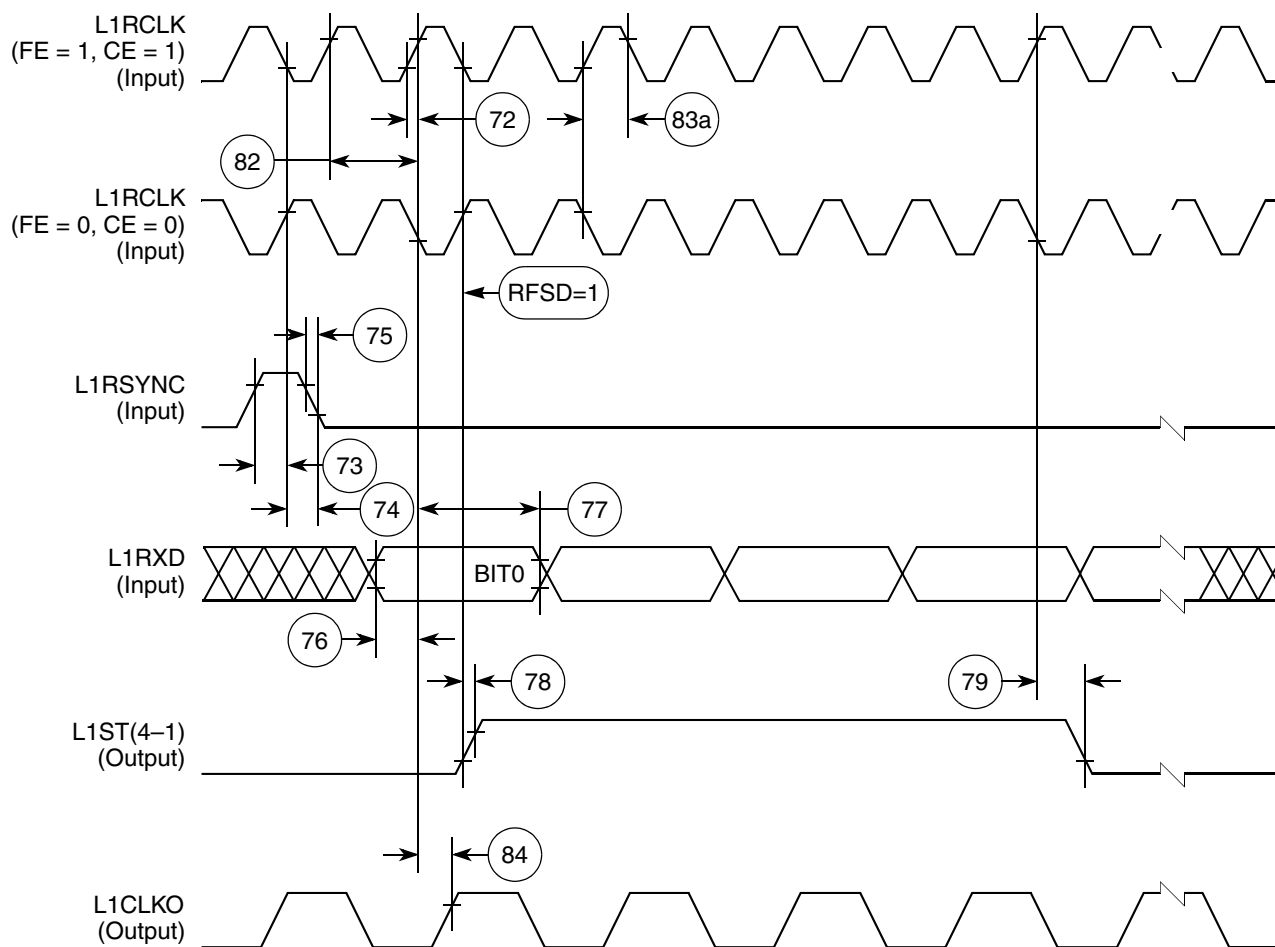 L1RCLK
(FE = 1, CE = 1)
(Input)
72
83a
82
L1RCLK
(FE = 0, CE = 0)
(Input)
RFSD=1
75
L1RSYNC
(Input)
73
74
77
L1RXD
(Input)
BIT0
76
78
79
L1ST(4–1)
(Output)
84
L1CLKO
(Output)